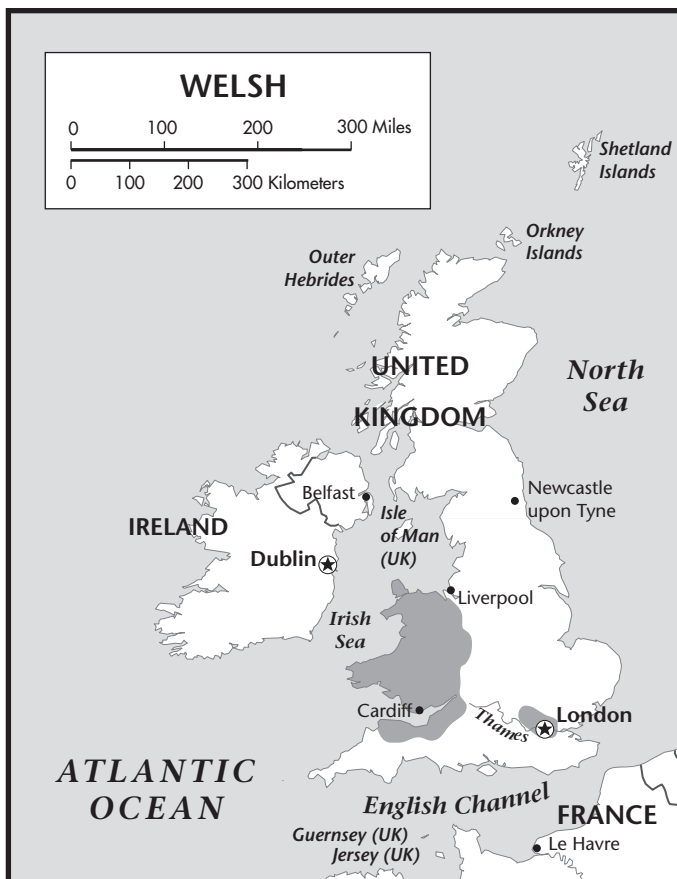 WELSH
0 100 200 300 Miles
0 100 200 300 Kilometers
Shetland
Islands
Orkney
Islands
Outer
Hebrides
UNITED
KINGDOM
North
Sea
Newcastle
upon Tyne
Belfast
Isle
of Man
(UK)
IRELAND
Dublin
Liverpool
Irish
Sea
Cardiff
Thames
London
ATLANTIC
OCEAN
English Channel
FRANCE
Guernsey (UK)
Jersey (UK)
Le Havre